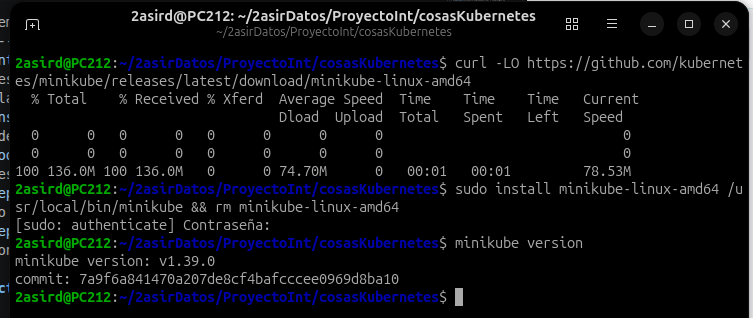 2asird@PC212: ~/2asirDatos/ProyectoInt/cosasKubernetes
~/2asirDatos/ProyectoInt/cosasKubernetes
2asird@PC212:~/2asirDatos/ProyectoInt/cosasKubernetes$ curl -LO https://github.com/kubernet
es/minikube/releases/latest/download/minikube-linux-amd64
% Total % Received % Xferd Average Speed Time Time Time Current
Dload Upload Total Spent Left Speed
0 0 0 0 0 0 0 0 0
0 0 0 0 0 0 0 0 0
100 136.0M 100 136.0M 0 0 74.70M 0 00:01 00:01 78.53M
2asird@PC212:~/2asirDatos/ProyectoInt/cosasKubernetes$ sudo install minikube-linux-amd64 /u
sr/local/bin/minikube && rm minikube-linux-amd64
[sudo: authenticate] Contraseña:
2asird@PC212:~/2asirDatos/ProyectoInt/cosasKubernetes$ minikube version
minikube version: v1.39.0
commit: 7a9f6a841470a207de8cf4bafcccee0969d8ba10
2asird@PC212:~/2asirDatos/ProyectoInt/cosasKubernetes$